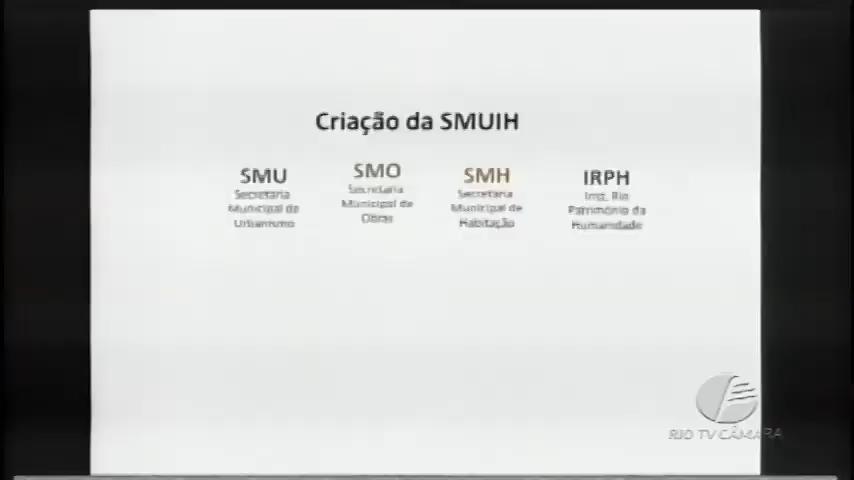 Criação da SMUIH
SMU
Secretaria
Municipal de
Urbanismo
SMO
Secretaria
Municipal de
Obras
SMH
Secretaria
Municipal de
Habitação
IRPH
Inst. Rio
Patrimônio da
Humanidade
RIO TV CÂMARA